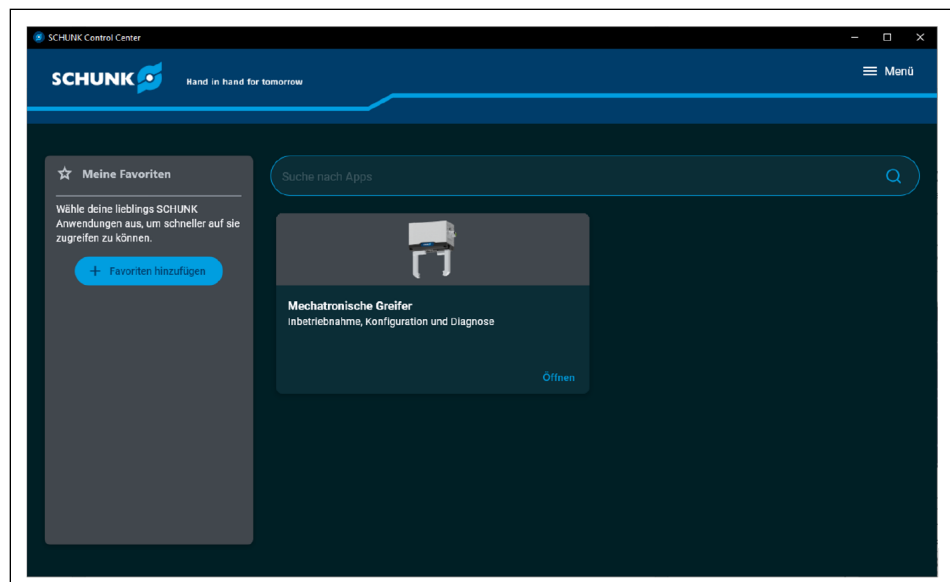 SCHUNK Control Center
SCHUNK
Hand in hand for tomorrow
Menü
Meine Favoriten
Wähle deine lieblings SCHUNK
Anwendungen aus, um schneller auf sie
zugreifen zu können.
+ Favoriten hinzufügen
Suche nach Apps
Mechatronische Greifer
Inbetriebnahme, Konfiguration und Diagnose
Öffnen